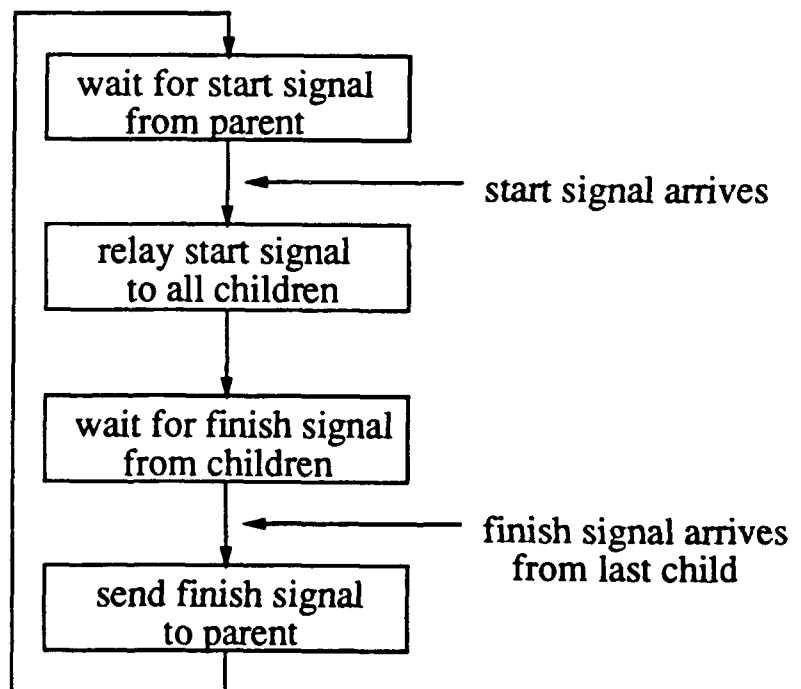 wait for start signal
from parent
start signal arrives
relay start signal
to all children
wait for finish signal
from children
finish signal arrives
from last child
send finish signal
to parent